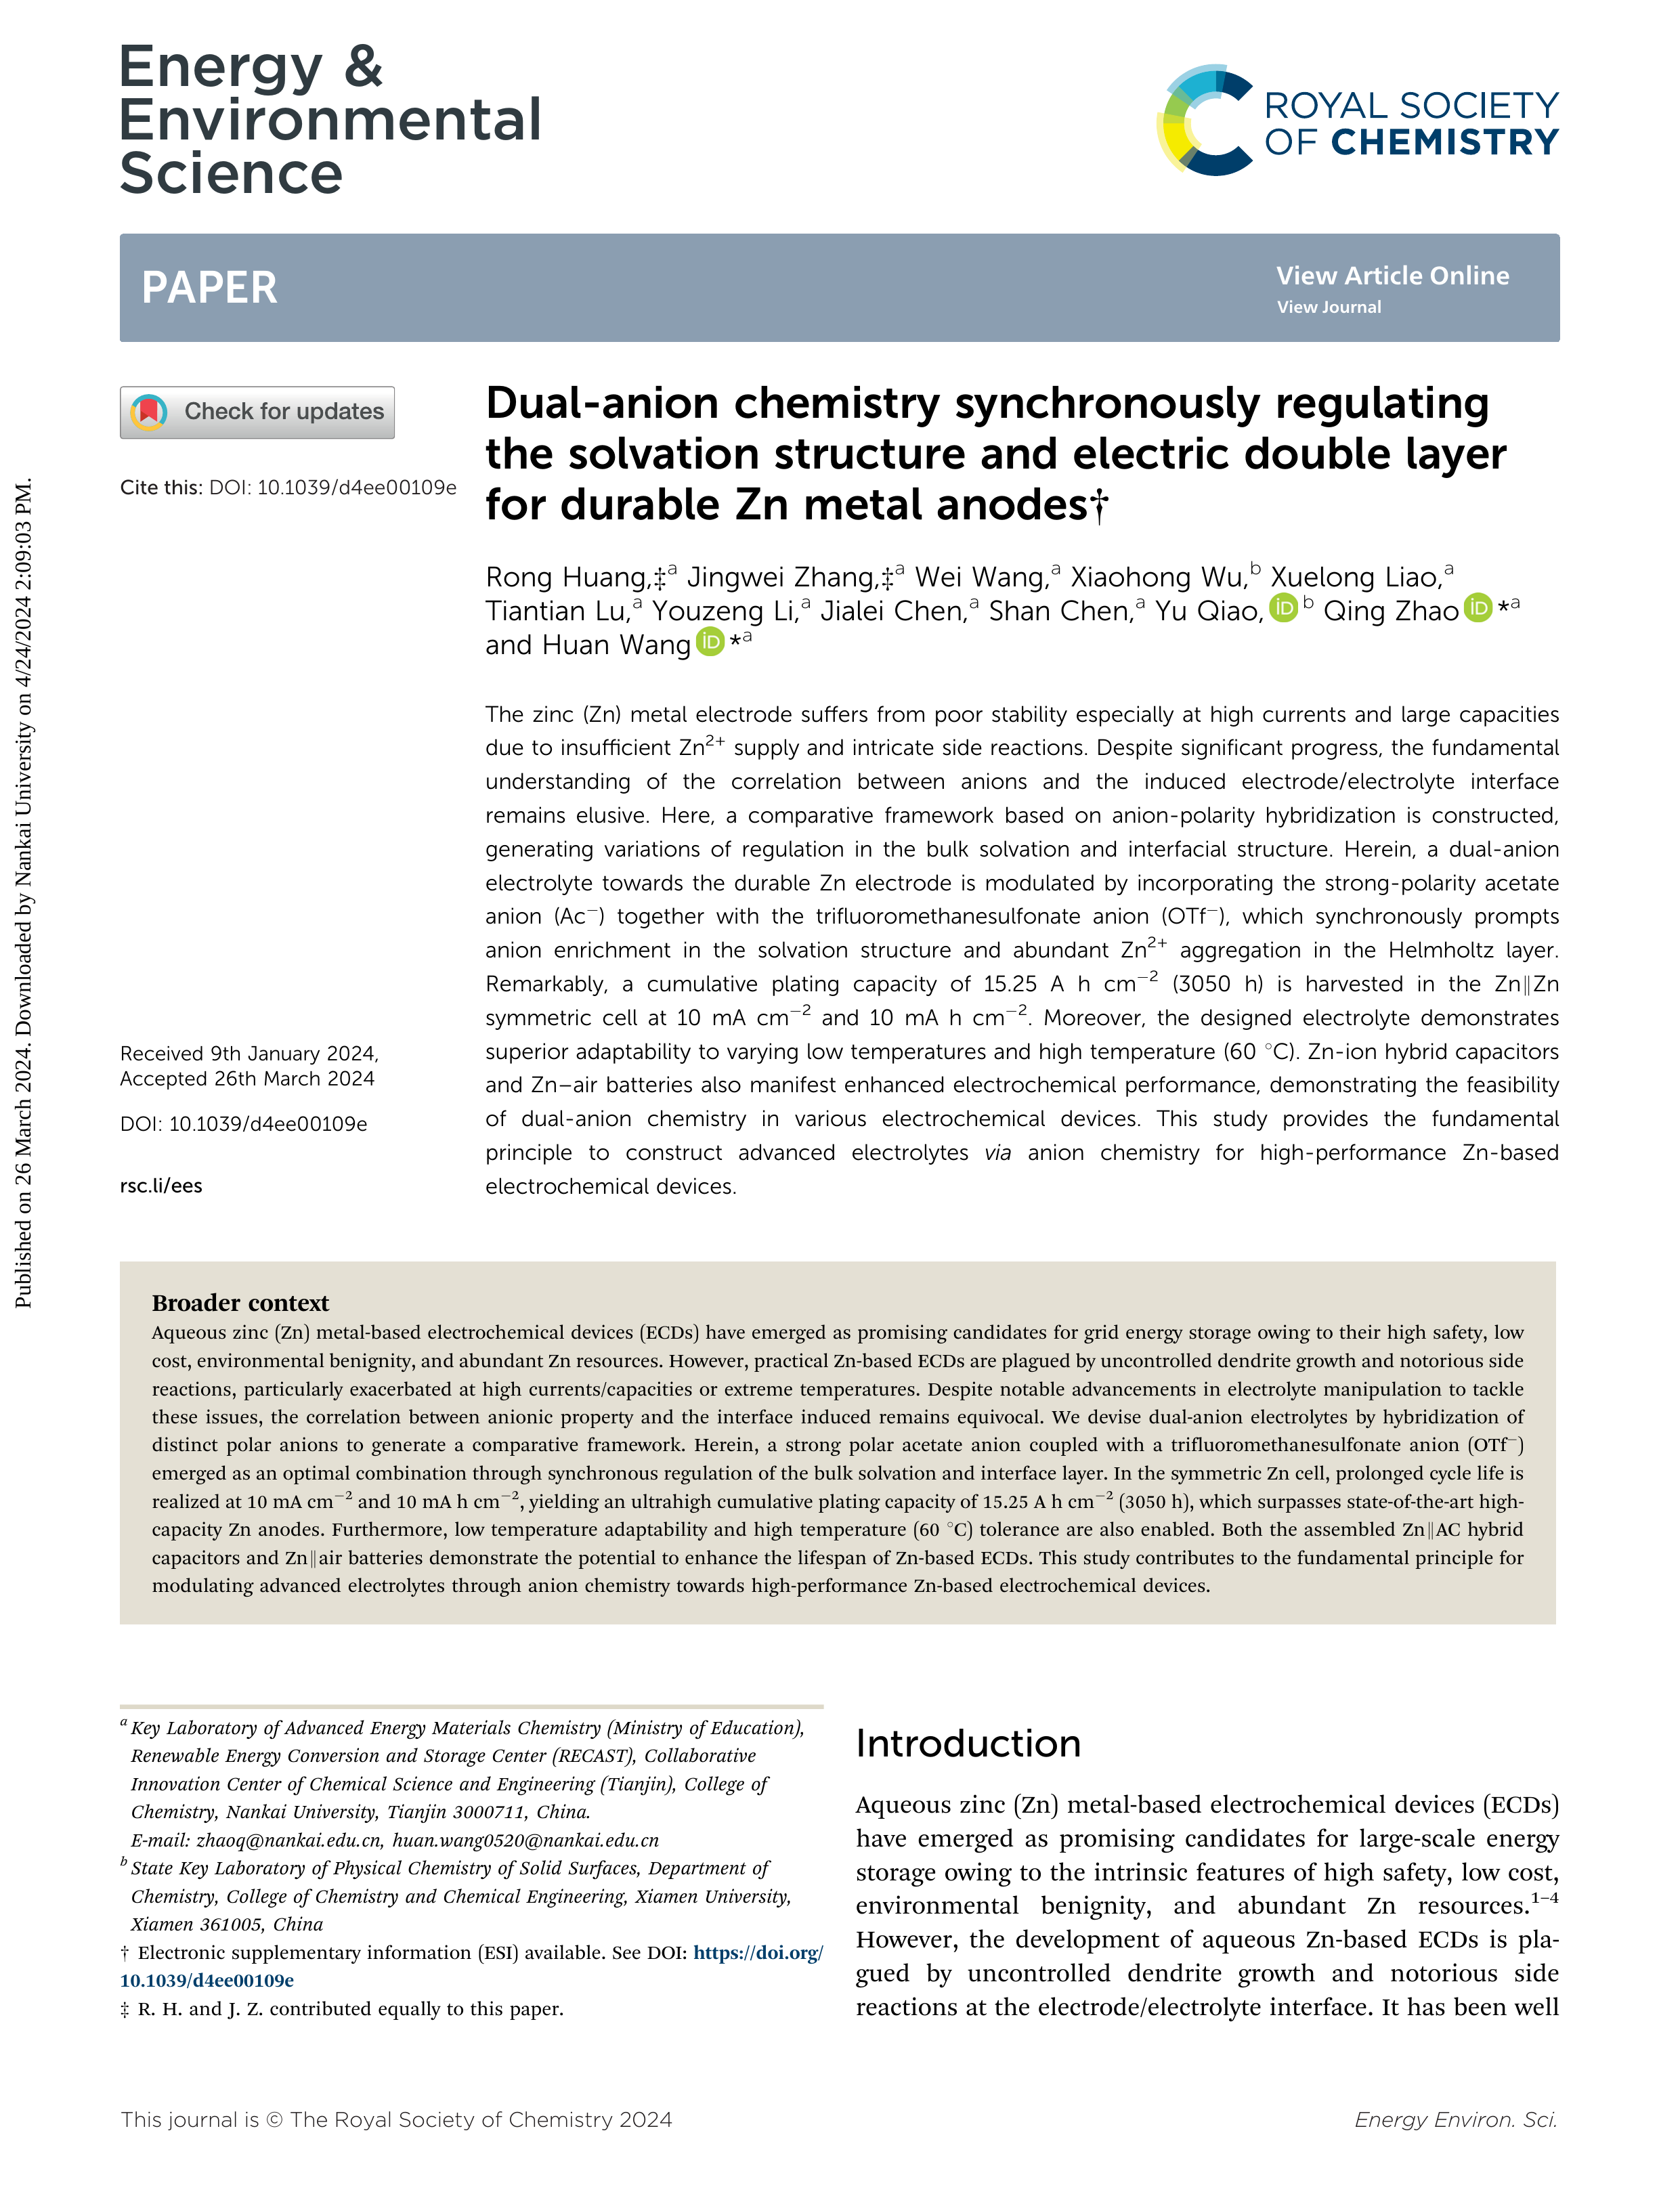 Energy &
Environmental
Science
ROYAL SOCIETY
OF CHEMISTRY
PAPER
View Article Online
View Journal
Check for updates
Cite this: DOI: 10.1039/d4ee00109e
Dual-anion chemistry synchronously regulating
the solvation structure and electric double layer
for durable Zn metal anodes†
Rong Huang,‡ᵃ Jingwei Zhang,‡ᵃ Wei Wang,ᵃ Xiaohong Wu,ᵇ Xuelong Liao,ᵃ
Tiantian Lu,ᵃ Youzeng Li,ᵃ Jialei Chen,ᵃ Shan Chen,ᵃ Yu Qiao, iD ᵇ Qing Zhao iD *ᵃ
and Huan Wang iD *ᵃ
The zinc (Zn) metal electrode suffers from poor stability especially at high currents and large capacities
due to insufficient Zn²⁺ supply and intricate side reactions. Despite significant progress, the fundamental
understanding of the correlation between anions and the induced electrode/electrolyte interface
remains elusive. Here, a comparative framework based on anion-polarity hybridization is constructed,
generating variations of regulation in the bulk solvation and interfacial structure. Herein, a dual-anion
electrolyte towards the durable Zn electrode is modulated by incorporating the strong-polarity acetate
anion (Ac⁻) together with the trifluoromethanesulfonate anion (OTf⁻), which synchronously prompts
anion enrichment in the solvation structure and abundant Zn²⁺ aggregation in the Helmholtz layer.
Remarkably, a cumulative plating capacity of 15.25 A h cm⁻² (3050 h) is harvested in the Zn‖Zn
symmetric cell at 10 mA cm⁻² and 10 mA h cm⁻². Moreover, the designed electrolyte demonstrates
superior adaptability to varying low temperatures and high temperature (60 °C). Zn-ion hybrid capacitors
and Zn–air batteries also manifest enhanced electrochemical performance, demonstrating the feasibility
of dual-anion chemistry in various electrochemical devices. This study provides the fundamental
principle to construct advanced electrolytes via anion chemistry for high-performance Zn-based
electrochemical devices.
Received 9th January 2024,
Accepted 26th March 2024
DOI: 10.1039/d4ee00109e
rsc.li/ees
Published on 26 March 2024. Downloaded by Nankai University on 4/24/2024 2:09:03 PM.
Broader context
Aqueous zinc (Zn) metal-based electrochemical devices (ECDs) have emerged as promising candidates for grid energy storage owing to their high safety, low
cost, environmental benignity, and abundant Zn resources. However, practical Zn-based ECDs are plagued by uncontrolled dendrite growth and notorious side
reactions, particularly exacerbated at high currents/capacities or extreme temperatures. Despite notable advancements in electrolyte manipulation to tackle
these issues, the correlation between anionic property and the interface induced remains equivocal. We devise dual-anion electrolytes by hybridization of
distinct polar anions to generate a comparative framework. Herein, a strong polar acetate anion coupled with a trifluoromethanesulfonate anion (OTf⁻)
emerged as an optimal combination through synchronous regulation of the bulk solvation and interface layer. In the symmetric Zn cell, prolonged cycle life is
realized at 10 mA cm⁻² and 10 mA h cm⁻², yielding an ultrahigh cumulative plating capacity of 15.25 A h cm⁻² (3050 h), which surpasses state-of-the-art high-
capacity Zn anodes. Furthermore, low temperature adaptability and high temperature (60 °C) tolerance are also enabled. Both the assembled Zn‖AC hybrid
capacitors and Zn‖air batteries demonstrate the potential to enhance the lifespan of Zn-based ECDs. This study contributes to the fundamental principle for
modulating advanced electrolytes through anion chemistry towards high-performance Zn-based electrochemical devices.
ᵃ Key Laboratory of Advanced Energy Materials Chemistry (Ministry of Education),
Renewable Energy Conversion and Storage Center (RECAST), Collaborative
Innovation Center of Chemical Science and Engineering (Tianjin), College of
Chemistry, Nankai University, Tianjin 3000711, China.
E-mail: zhaoq@nankai.edu.cn, huan.wang0520@nankai.edu.cn
ᵇ State Key Laboratory of Physical Chemistry of Solid Surfaces, Department of
Chemistry, College of Chemistry and Chemical Engineering, Xiamen University,
Xiamen 361005, China
† Electronic supplementary information (ESI) available. See DOI: https://doi.org/
10.1039/d4ee00109e
‡ R. H. and J. Z. contributed equally to this paper.
Introduction
Aqueous zinc (Zn) metal-based electrochemical devices (ECDs)
have emerged as promising candidates for large-scale energy
storage owing to the intrinsic features of high safety, low cost,
environmental benignity, and abundant Zn resources.¹⁻⁴
However, the development of aqueous Zn-based ECDs is pla-
gued by uncontrolled dendrite growth and notorious side
reactions at the electrode/electrolyte interface. It has been well
This journal is © The Royal Society of Chemistry 2024
Energy Environ. Sci.